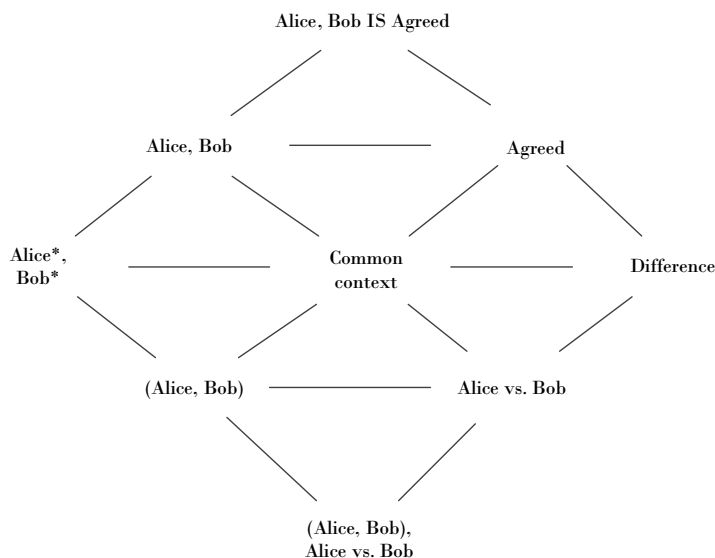 Alice, Bob IS Agreed
Alice, Bob
Agreed
Alice*,
Bob*
Common
context
Difference
(Alice, Bob)
Alice vs. Bob
(Alice, Bob),
Alice vs. Bob